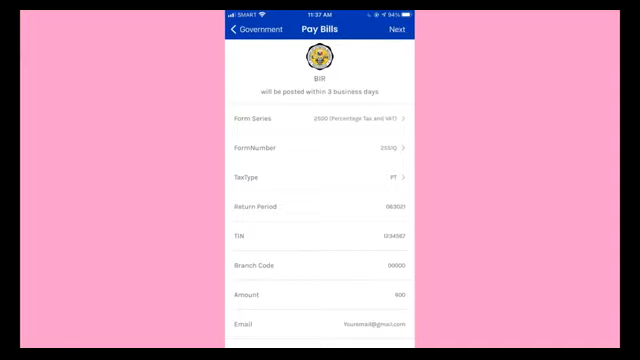 SMART 11:37 AM 94%
Government Pay Bills Next
BIR
will be posted within 3 business days
Form Series 2500 (Percentage Tax and VAT)
FormNumber 2551Q
TaxType PT
Return Period 063021
TIN 0134567
Branch Code 00000
Amount 900
Email Youremail@gmail.com